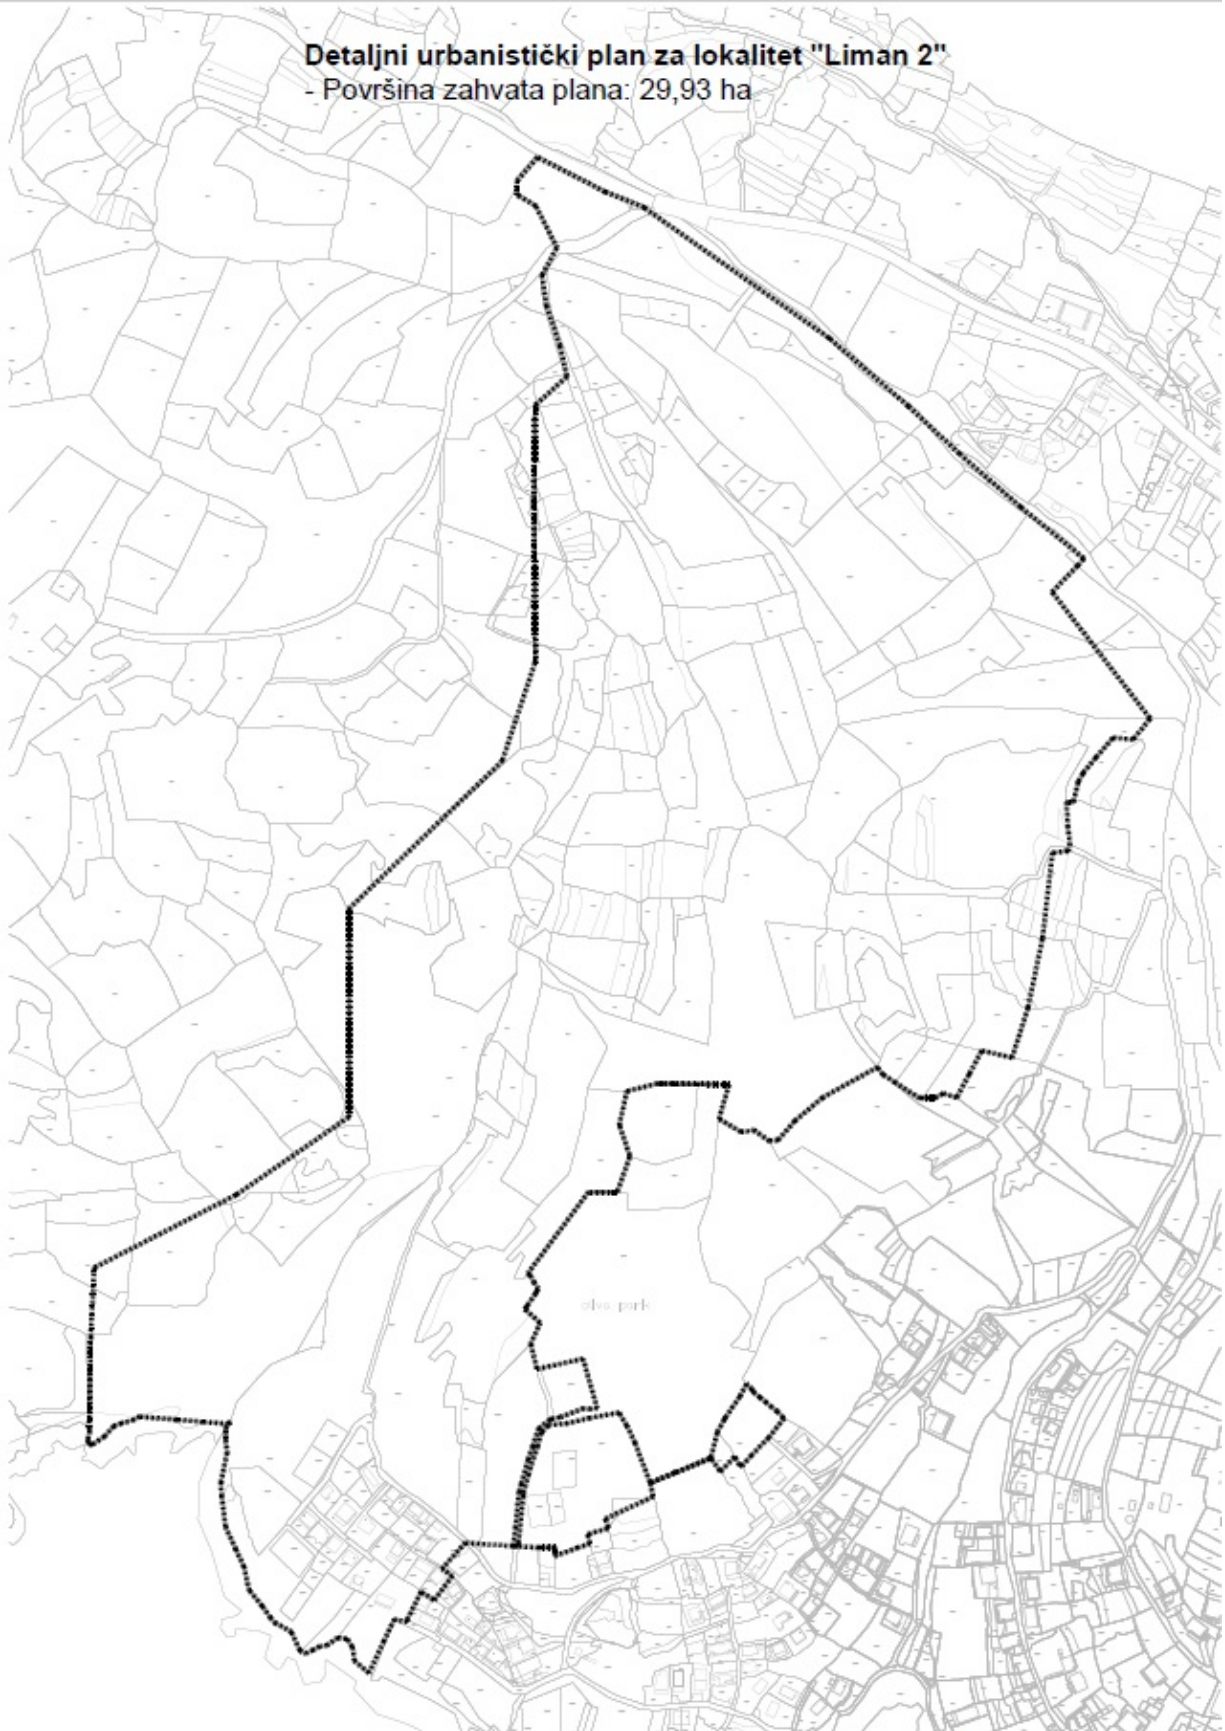 Detaljni urbanistički plan za lokalitet "Liman 2"
- Površina zahvata plana: 29,93 ha